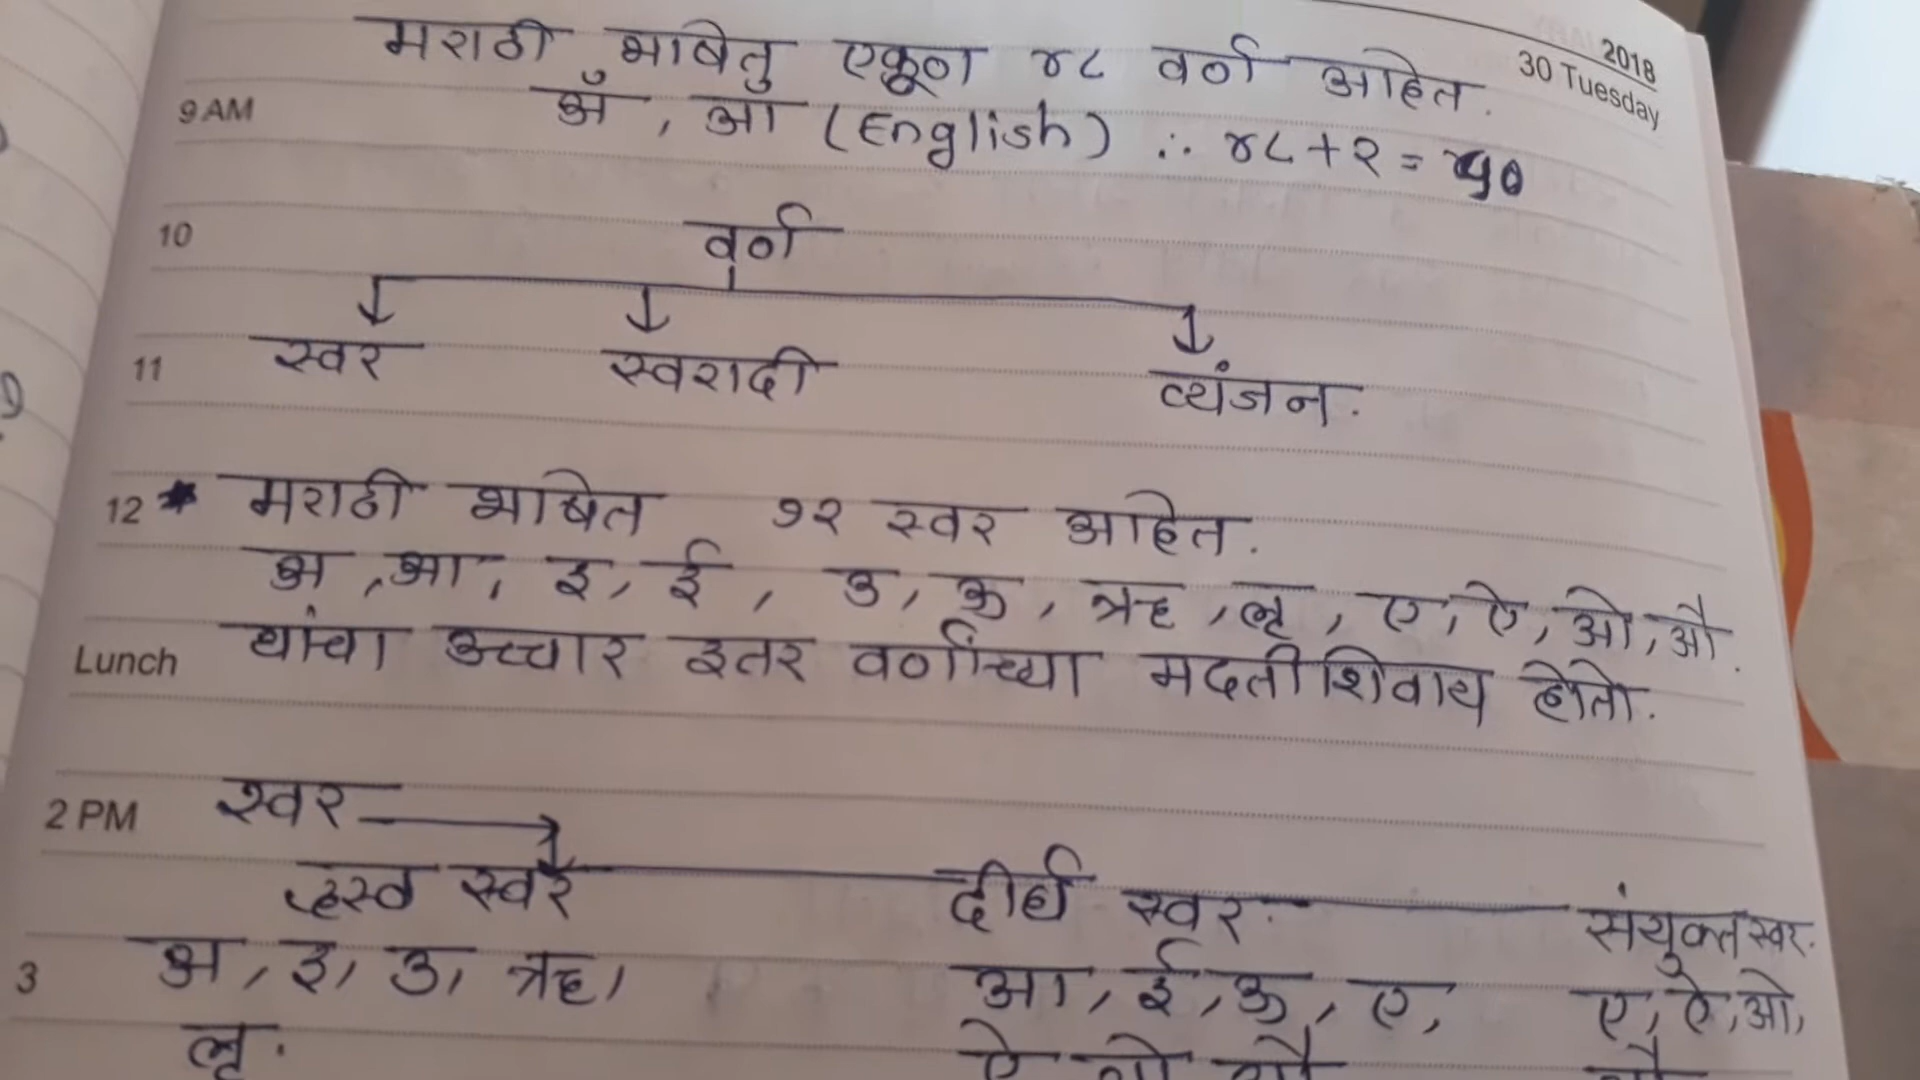 2018
30 Tuesday
मराठी भाषेतु एकूण ४८ वर्ण आहेत.
9 AM
अँ, ऑ (English) ∴ ४८+२= ५०
10
वर्ण
11
स्वर स्वरादी व्यंजन.
12 * मराठी भाषेत १२ स्वर आहेत.
अ, आ, इ, ई, उ, ऊ, ऋ, लृ, ए, ऐ, ओ, औ.
Lunch यांचा उच्चार इतर वर्णाच्या मदतीशिवाय होतो.
2 PM स्वर
ऱ्हस्व स्वर दीर्घ स्वर. संयुक्त स्वर.
3 अ, इ, उ, ऋ, आ, ई, ऊ, ए, ए, ऐ, ओ,
लृ. ऐ ओ औ औ